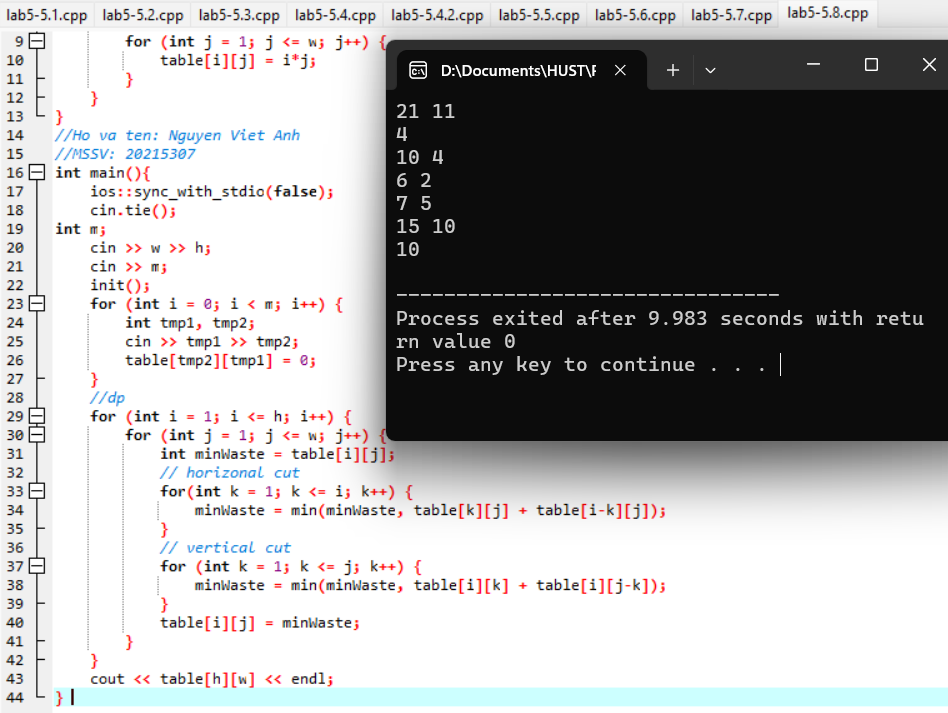 lab5-5.1.cpp lab5-5.2.cpp lab5-5.3.cpp lab5-5.4.cpp lab5-5.4.2.cpp lab5-5.5.cpp lab5-5.6.cpp lab5-5.7.cpp lab5-5.8.cpp
9 for (int j = 1; j <= w; j++) {
10 table[i][j] = i*j;
11 }
12 }
13 }
14 //Ho va ten: Nguyen Viet Anh
15 //MSSV: 20215307
16 int main(){
17 ios::sync_with_stdio(false);
18 cin.tie();
19 int m;
20 cin >> w >> h;
21 cin >> m;
22 init();
23 for (int i = 0; i < m; i++) {
24 int tmp1, tmp2;
25 cin >> tmp1 >> tmp2;
26 table[tmp2][tmp1] = 0;
27 }
28 //dp
29 for (int i = 1; i <= h; i++) {
30 for (int j = 1; j <= w; j++) {
31 int minWaste = table[i][j];
32 // horizonal cut
33 for(int k = 1; k <= i; k++) {
34 minWaste = min(minWaste, table[k][j] + table[i-k][j]);
35 }
36 // vertical cut
37 for (int k = 1; k <= j; k++) {
38 minWaste = min(minWaste, table[i][k] + table[i][j-k]);
39 }
40 table[i][j] = minWaste;
41 }
42 }
43 cout << table[h][w] << endl;
44 }
D:\Documents\HUST\
21 11
4
10 4
6 2
7 5
15 10
10
--------------------------------
Process exited after 9.983 seconds with retu
rn value 0
Press any key to continue . . .